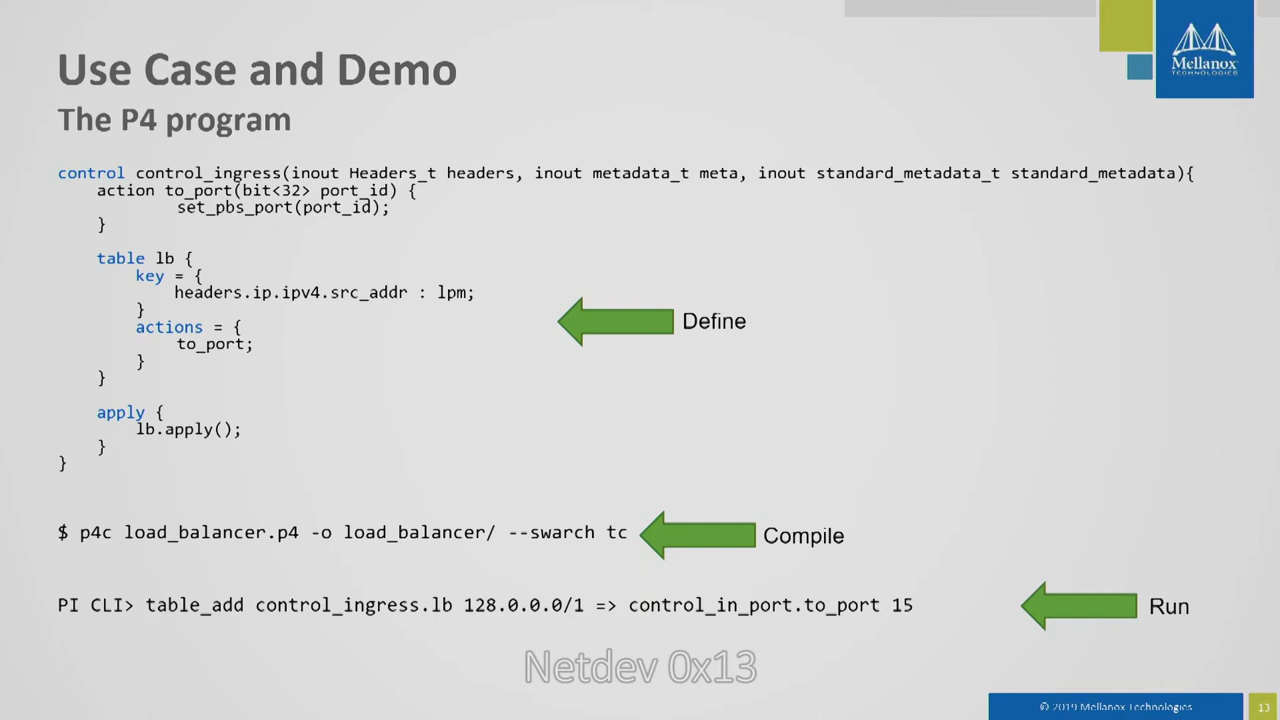 Mellanox
TECHNOLOGIES
Use Case and Demo
The P4 program
control control_ingress(inout Headers_t headers, inout metadata_t meta, inout standard_metadata_t standard_metadata){
action to_port(bit<32> port_id) {
set_pbs_port(port_id);
}
table lb {
key = {
headers.ip.ipv4.src_addr : lpm;
}
actions = {
to_port;
}
}
apply {
lb.apply();
}
}
Define
$ p4c load_balancer.p4 -o load_balancer/ --swarch tc
Compile
PI CLI> table_add control_ingress.lb 128.0.0.0/1 => control_in_port.to_port 15
Run
Netdev 0x13
© 2019 Mellanox Technologies
13